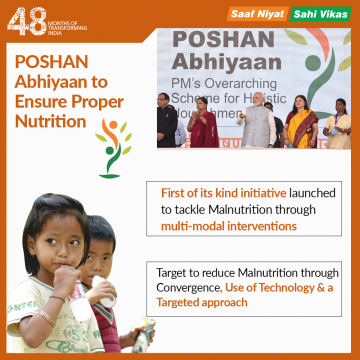 48 MONTHS OF
TRANSFORMING
INDIA
Saaf Niyat
Sahi Vikas
POSHAN
Abhiyaan to
Ensure Proper
Nutrition
POSHAN
Abhiyaan
PM's Overarching
Scheme for Holistic
First of its kind initiative launched
to tackle Malnutrition through
multi-modal interventions
Target to reduce Malnutrition through
Convergence, Use of Technology & a
Targeted approach